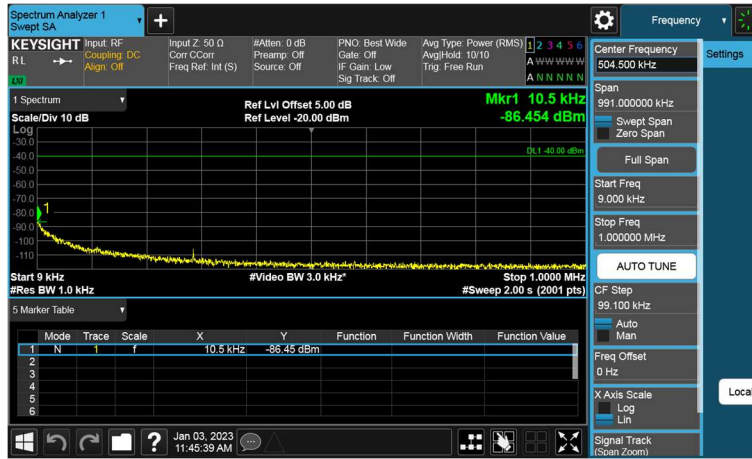 Spectrum Analyzer 1
Swept SA
Frequency
KEYSIGHT
RL
LXI
Input: RF
Coupling: DC
Align: Off
Input Z: 50 Ω
Corr CCorr
Freq Ref: Int (S)
#Atten: 0 dB
Preamp: Off
Source: Off
PNO: Best Wide
Gate: Off
IF Gain: Low
Sig Track: Off
Avg Type: Power (RMS)
Avg|Hold: 10/10
Trig: Free Run
1 2 3 4 5 6
A W W W W W
A N N N N N
1 Spectrum
Scale/Div 10 dB
Ref Lvl Offset 5.00 dB
Ref Level -20.00 dBm
Mkr1 10.5 kHz
-86.454 dBm
Log
-30.0
-40.0
-50.0
-60.0
-70.0
-80.0
-90.0
-100
-110
DL1 -40.00 dBm
1
Start 9 kHz
#Res BW 1.0 kHz
#Video BW 3.0 kHz*
Stop 1.0000 MHz
#Sweep 2.00 s (2001 pts)
5 Marker Table
Mode Trace Scale X Y Function Function Width Function Value
1 N 1 f 10.5 kHz -86.45 dBm
2
3
4
5
6
Jan 03, 2023
11:45:39 AM
Center Frequency
504.500 kHz
Settings
Span
991.000000 kHz
Swept Span
Zero Span
Full Span
Start Freq
9.000 kHz
Stop Freq
1.000000 MHz
AUTO TUNE
CF Step
99.100 kHz
Auto
Man
Freq Offset
0 Hz
X Axis Scale
Log
Lin
Local
Signal Track
(Span Zoom)